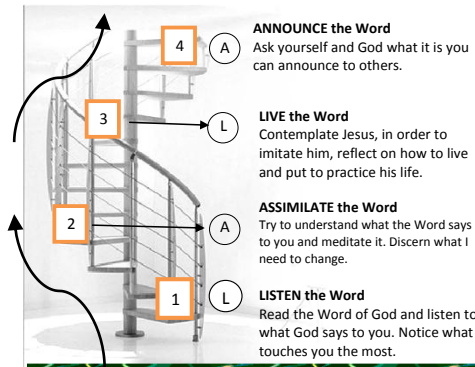 4 A
ANNOUNCE the Word
Ask yourself and God what it is you
can announce to others.
3 L
LIVE the Word
Contemplate Jesus, in order to
imitate him, reflect on how to live
and put to practice his life.
2 A
ASSIMILATE the Word
Try to understand what the Word says
to you and meditate it. Discern what I
need to change.
1 L
LISTEN the Word
Read the Word of God and listen to
what God says to you. Notice what
touches you the most.